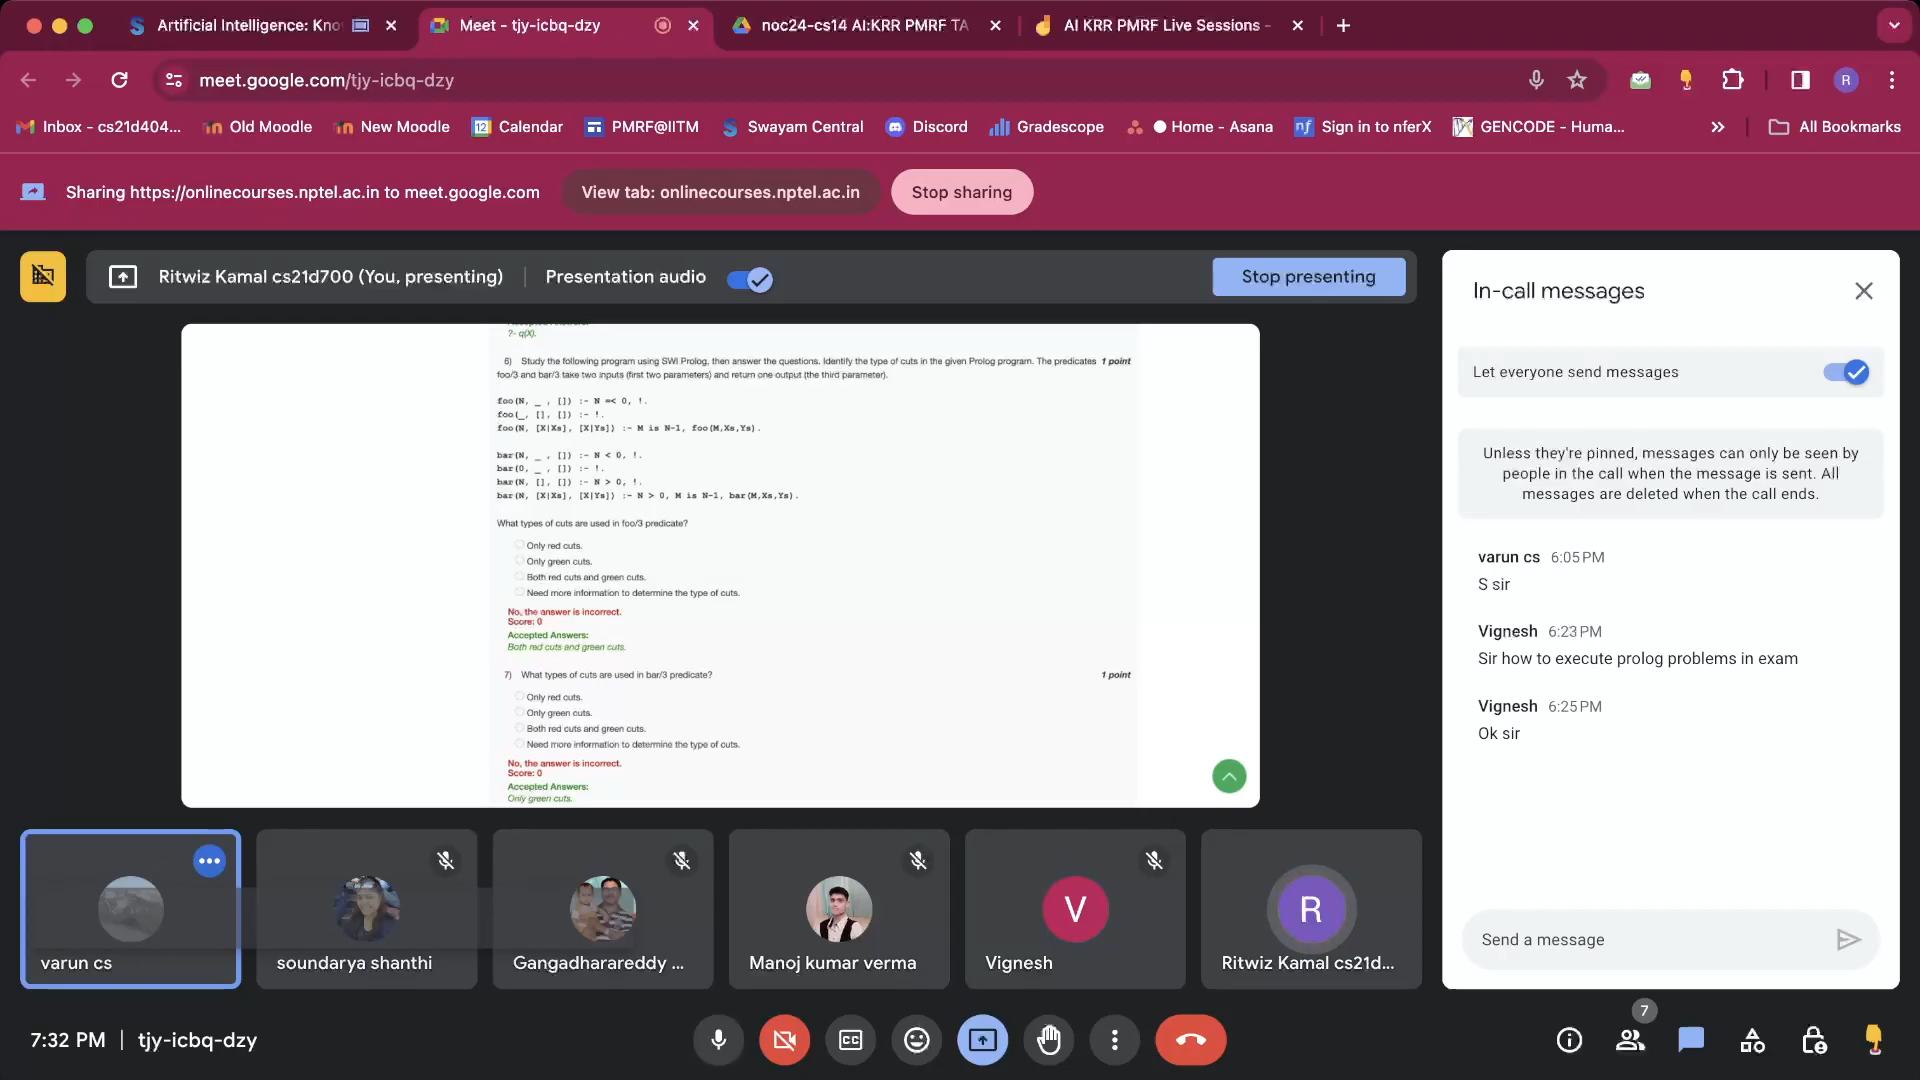 Artificial Intelligence: Kno
Meet - tjy-icbq-dzy
noc24-cs14 AI:KRR PMRF TA
AI KRR PMRF Live Sessions -
meet.google.com/tjy-icbq-dzy
R
Inbox - cs21d404...
Old Moodle
New Moodle
12
Calendar
PMRF@IITM
Swayam Central
Discord
Gradescope
Home - Asana
nf
Sign in to nferX
GENCODE - Huma...
All Bookmarks
Sharing https://onlinecourses.nptel.ac.in to meet.google.com
View tab: onlinecourses.nptel.ac.in
Stop sharing
Ritwiz Kamal cs21d700 (You, presenting)
Presentation audio
Stop presenting
?- q(X).
6) Study the following program using SWI Prolog, then answer the questions. Identify the type of cuts in the given Prolog program. The predicates 1 point
foo/3 and bar/3 take two inputs (first two parameters) and return one output (the third parameter).
foo(N, _ , []) :- N =< 0, !.
foo(_, [], []) :- !.
foo(N, [X|Xs], [X|Ys]) :- M is N-1, foo(M,Xs,Ys).
bar(N, _ , []) :- N < 0, !.
bar(0, _ , []) :- !.
bar(N, [], []) :- N > 0, !.
bar(N, [X|Xs], [X|Ys]) :- N > 0, M is N-1, bar(M,Xs,Ys).
What types of cuts are used in foo/3 predicate?
Only red cuts.
Only green cuts.
Both red cuts and green cuts.
Need more information to determine the type of cuts.
No, the answer is incorrect.
Score: 0
Accepted Answers:
Both red cuts and green cuts.
7) What types of cuts are used in bar/3 predicate? 1 point
Only red cuts.
Only green cuts.
Both red cuts and green cuts.
Need more information to determine the type of cuts.
No, the answer is incorrect.
Score: 0
Accepted Answers:
Only green cuts.
In-call messages
Let everyone send messages
Unless they're pinned, messages can only be seen by
people in the call when the message is sent. All
messages are deleted when the call ends.
varun cs 6:05 PM
S sir
Vignesh 6:23 PM
Sir how to execute prolog problems in exam
Vignesh 6:25 PM
Ok sir
Send a message
V
R
varun cs
soundarya shanthi
Gangadharareddy ...
Manoj kumar verma
Vignesh
Ritwiz Kamal cs21d...
7:32 PM | tjy-icbq-dzy
CC
7